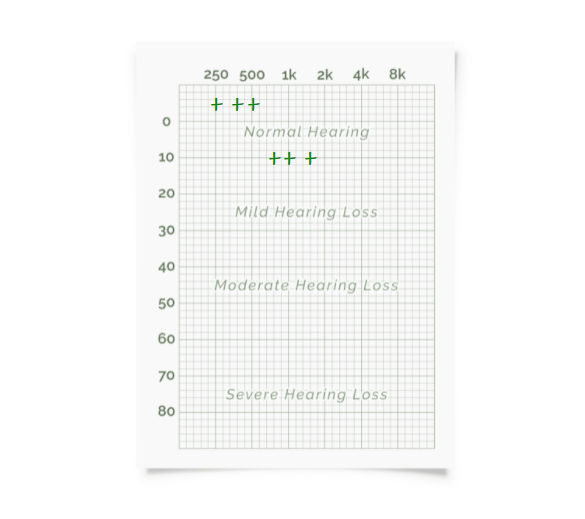 250 500 1k 2k 4k 8k
0
Normal Hearing
10
20
Mild Hearing Loss
30
40
Moderate Hearing Loss
50
60
70
Severe Hearing Loss
80